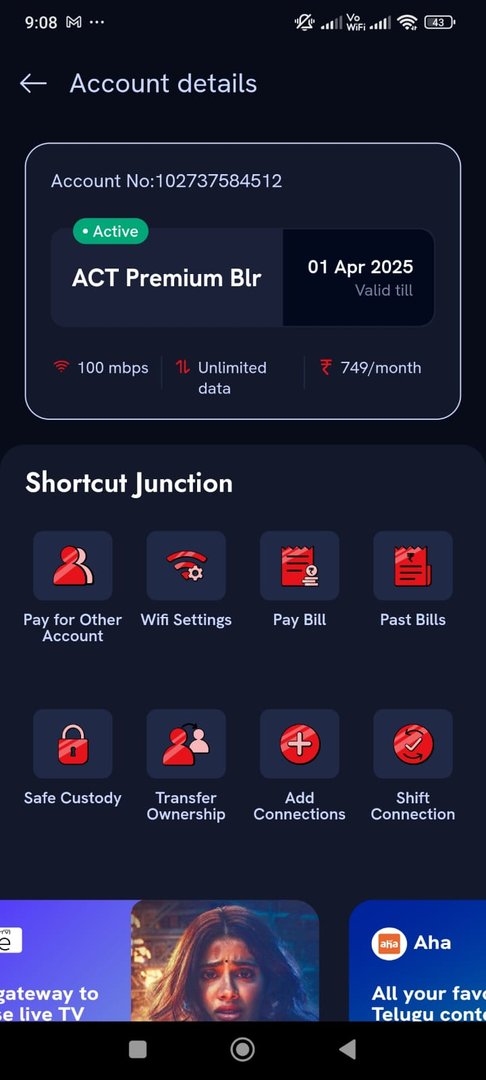 9:08
Vo
WiFi
43
Account details
Account No:102737584512
• Active
ACT Premium Blr
01 Apr 2025
Valid till
100 mbps
Unlimited
data
₹ 749/month
Shortcut Junction
Pay for Other
Account
Wifi Settings
Pay Bill
Past Bills
Safe Custody
Transfer
Ownership
Add
Connections
Shift
Connection
gateway to
se live TV
aha
Aha
All your favo
Telugu conte